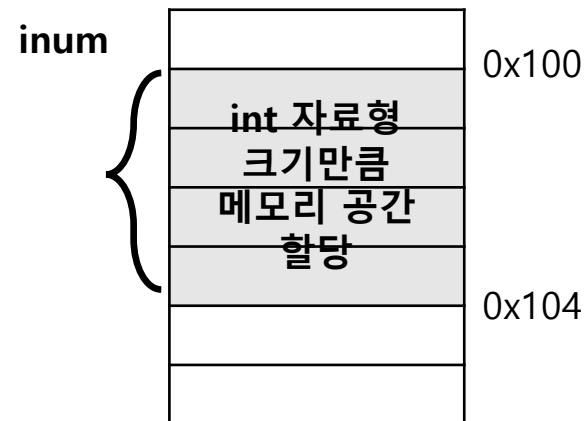 inum
0x100
int 자료형
크기만큼
메모리 공간
할당
0x104